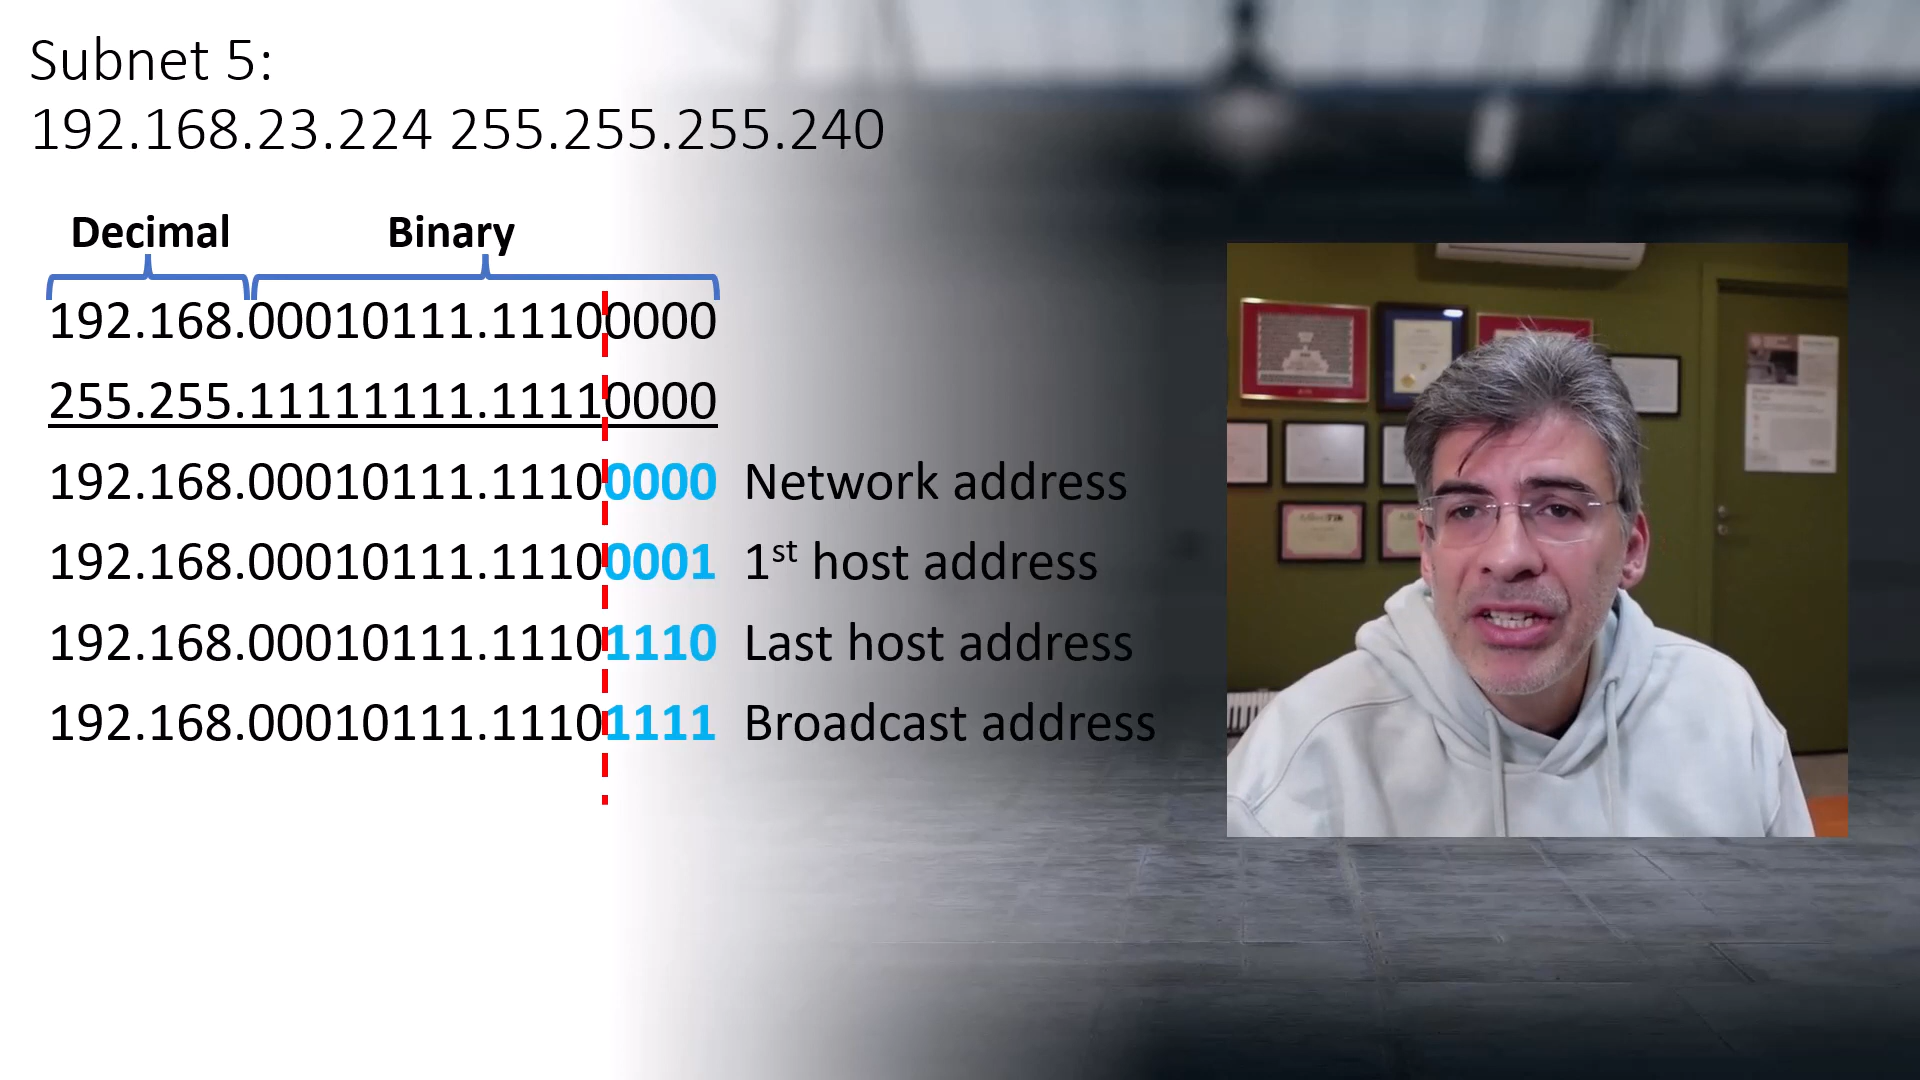 Subnet 5:
192.168.23.224 255.255.255.240
Decimal Binary
192.168.00010111.11100000
255.255.11111111.11110000
192.168.00010111.11100000 Network address
192.168.00010111.11100001 1st host address
192.168.00010111.11101110 Last host address
192.168.00010111.11101111 Broadcast address